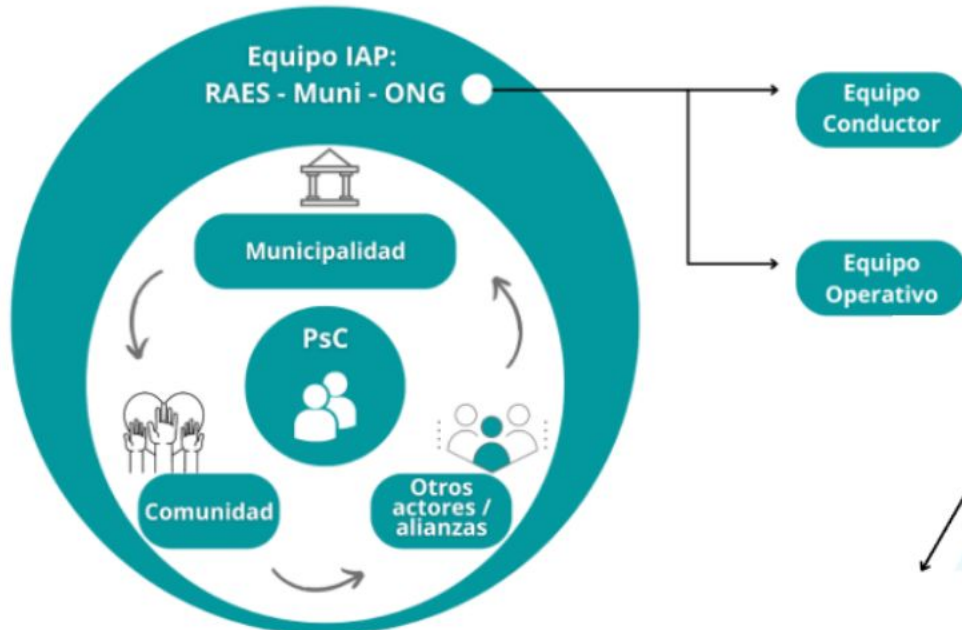 Equipo IAP:
RAES - Muni - ONG
Equipo
Conductor
Municipalidad
Equipo
Operativo
PsC
Comunidad
Otros
actores /
alianzas